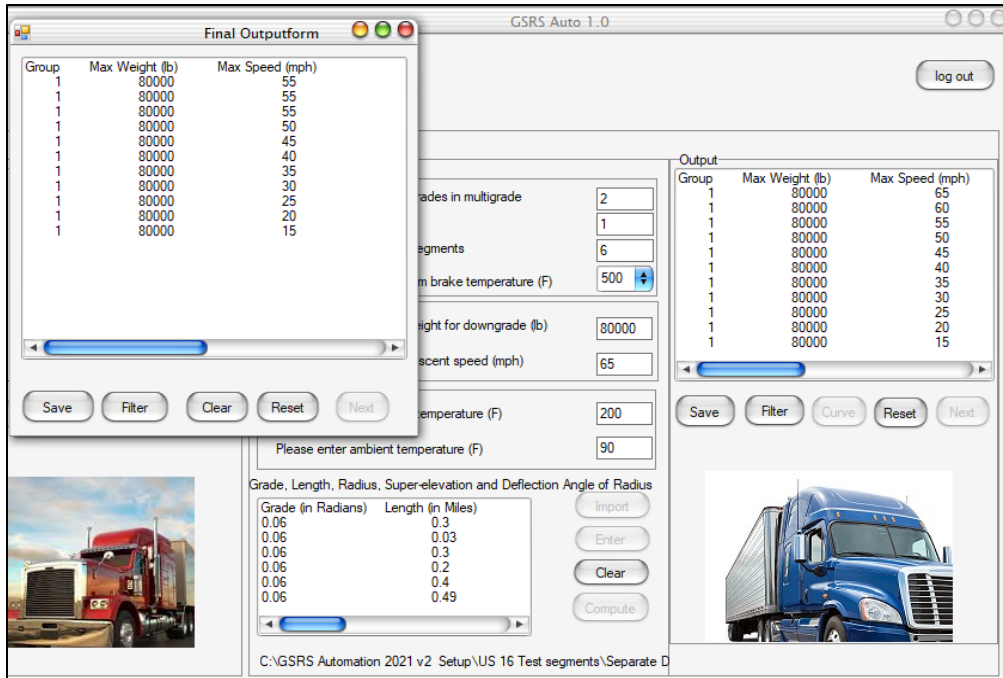 GSRS Auto 1.0
Final Outputform
Group Max Weight (lb) Max Speed (mph)
1 80000 55
1 80000 55
1 80000 55
1 80000 50
1 80000 45
1 80000 40
1 80000 35
1 80000 30
1 80000 25
1 80000 20
1 80000 15
Save Filter Clear Reset Next
log out
rades in multigrade 2
1
egments 6
m brake temperature (F) 500
eight for downgrade (lb) 80000
scent speed (mph) 65
emperature (F) 200
Please enter ambient temperature (F) 90
Grade, Length, Radius, Super-elevation and Deflection Angle of Radius
Grade (in Radians) Length (in Miles)
0.06 0.3
0.06 0.03
0.06 0.3
0.06 0.2
0.06 0.4
0.06 0.49
Import
Enter
Clear
Compute
C:\GSRS Automation 2021 v2 Setup\US 16 Test segments\Separate D
Output
Group Max Weight (lb) Max Speed (mph)
1 80000 65
1 80000 60
1 80000 55
1 80000 50
1 80000 45
1 80000 40
1 80000 35
1 80000 30
1 80000 25
1 80000 20
1 80000 15
Save Filter Curve Reset Next